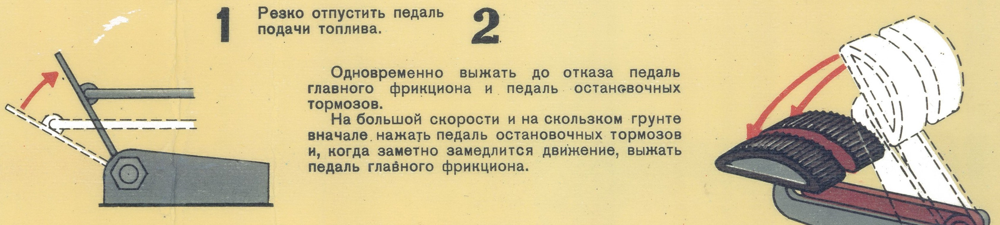 1
Резко отпустить педаль
подачи топлива.
2
Одновременно выжать до отказа педаль
главного фрикциона и педаль остановочных
тормозов.
На большой скорости и на скользком грунте
вначале нажать педаль остановочных тормозов
и, когда заметно замедлится движение, выжать
педаль главного фрикциона.